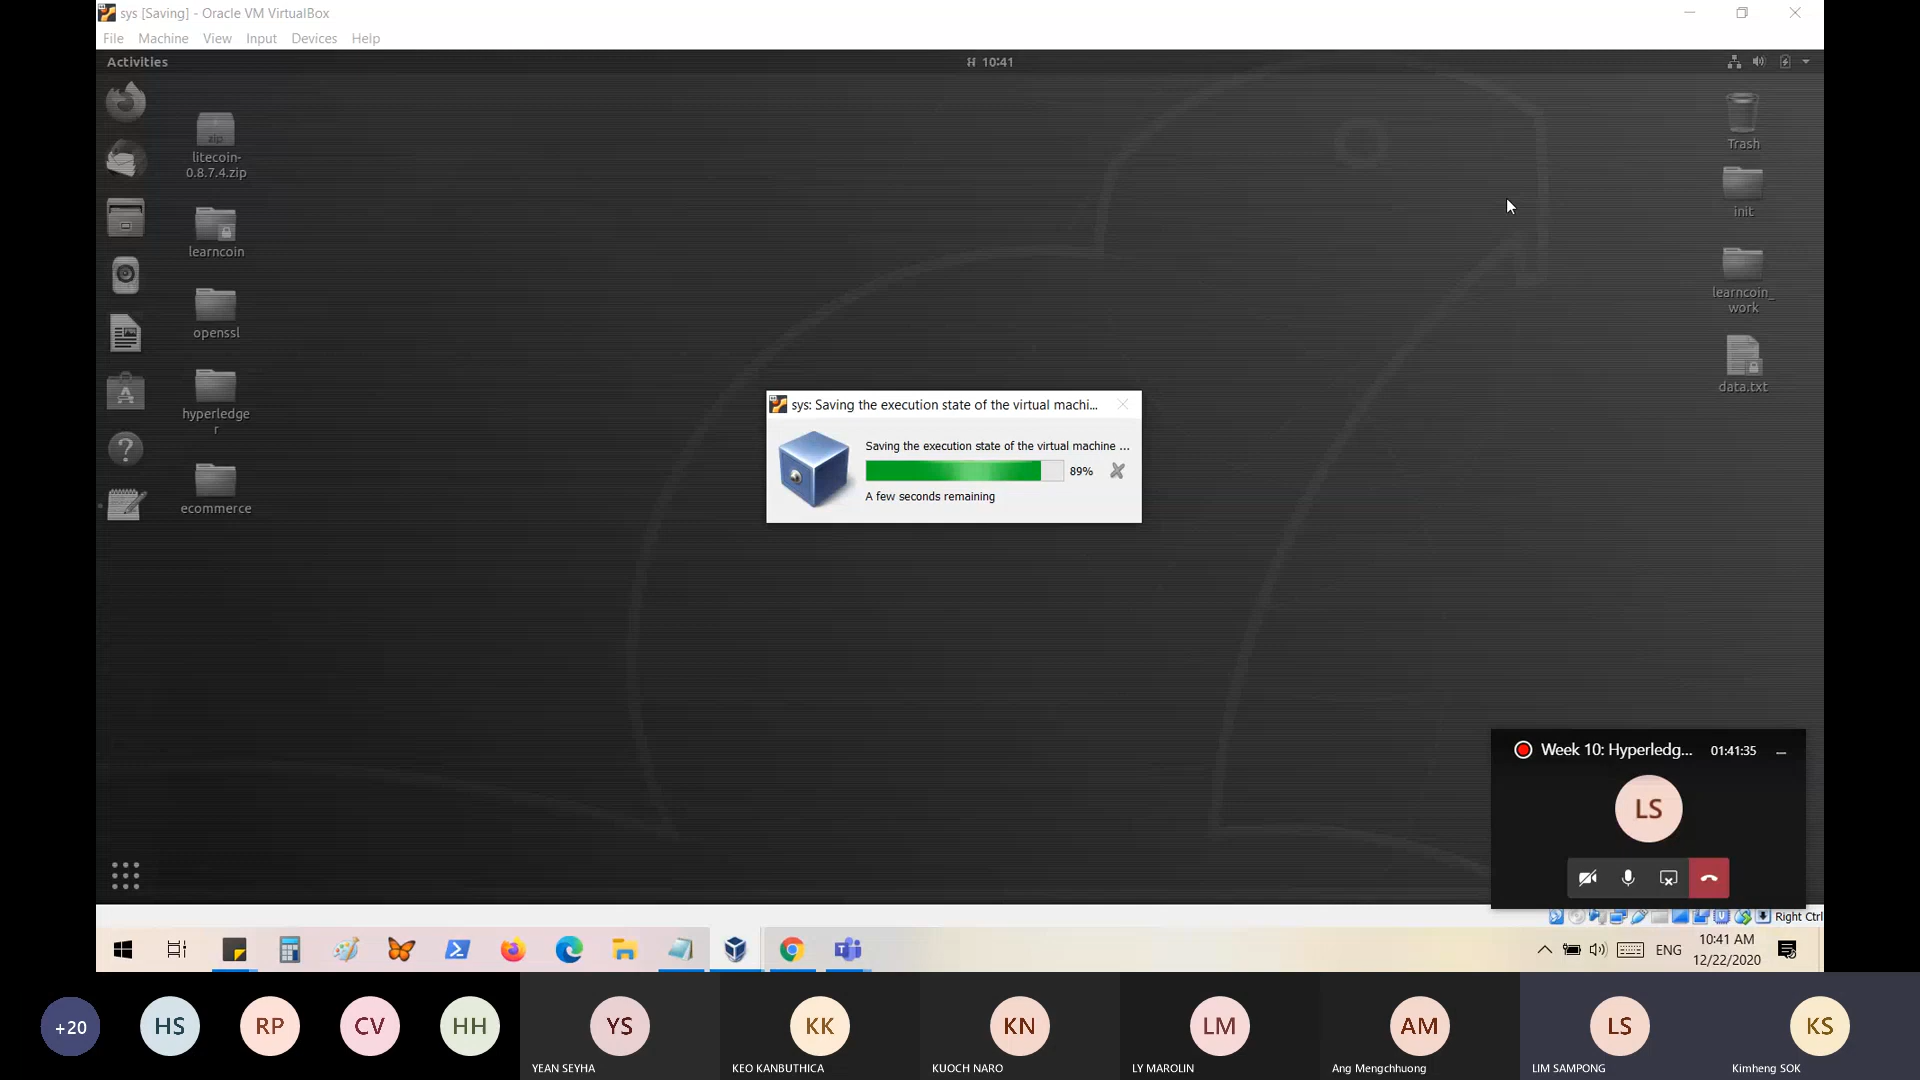 sys [Saving] - Oracle VM VirtualBox
File Machine View Input Devices Help
Activities
10:41
zip
litecoin-
0.8.7.4.zip
learncoin
openssl
hyperledge
r
ecommerce
Trash
init
learncoin_
work
data.txt
sys: Saving the execution state of the virtual machi...
Saving the execution state of the virtual machine ...
89%
A few seconds remaining
Week 10: Hyperledg... 01:41:35
LS
Right Ctrl
ENG
10:41 AM
12/22/2020
+20
HS
RP
CV
HH
YS
YEAN SEYHA
KK
KEO KANBUTHICA
KN
KUOCH NARO
LM
LY MAROLIN
AM
Ang Mengchhuong
LS
LIM SAMPONG
KS
Kimheng SOK